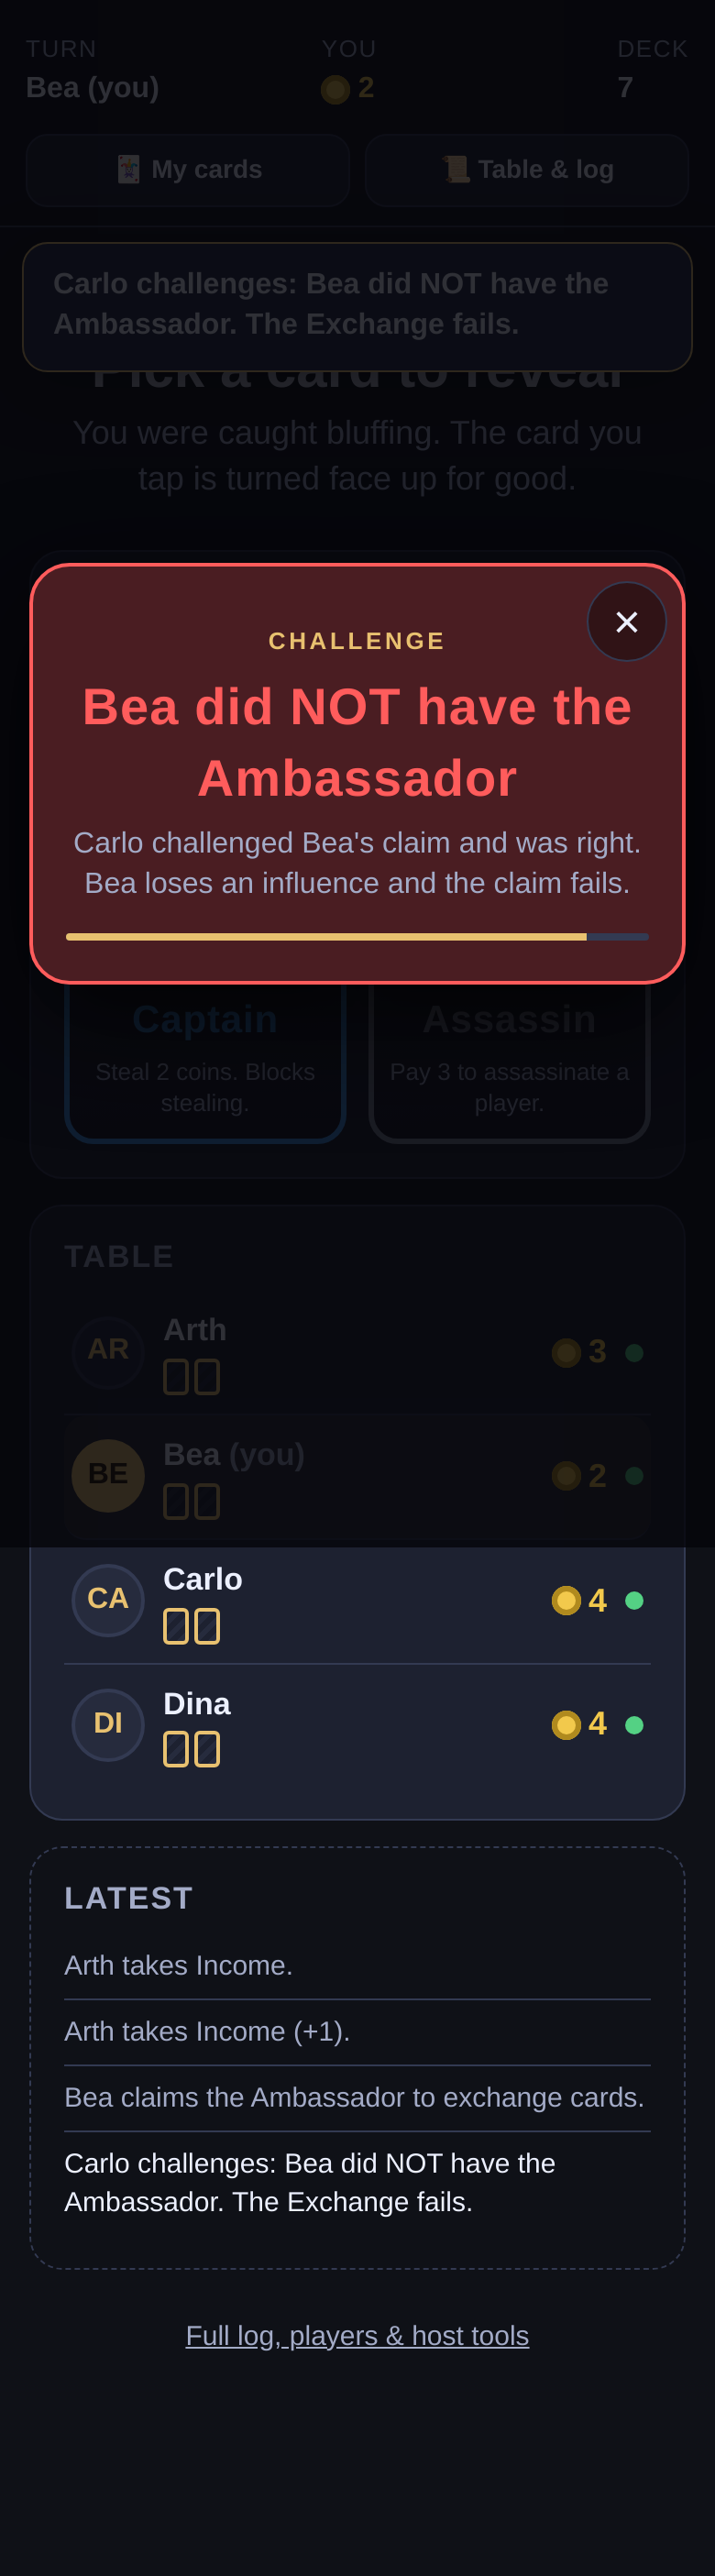 TURN YOU DECK
Bea (you) 2 7
My cards Table & log
Carlo challenges: Bea did NOT have the
Ambassador. The Exchange fails.
Pick a card to reveal
You were caught bluffing. The card you
tap is turned face up for good.
CHALLENGE
Bea did NOT have the
Ambassador
Carlo challenged Bea's claim and was right.
Bea loses an influence and the claim fails.
Captain Assassin
Steal 2 coins. Blocks Pay 3 to assassinate a
stealing. player.
TABLE
AR Arth 3
BE Bea (you) 2
CA Carlo 4
DI Dina 4
LATEST
Arth takes Income.
Arth takes Income (+1).
Bea claims the Ambassador to exchange cards.
Carlo challenges: Bea did NOT have the
Ambassador. The Exchange fails.
Full log, players & host tools